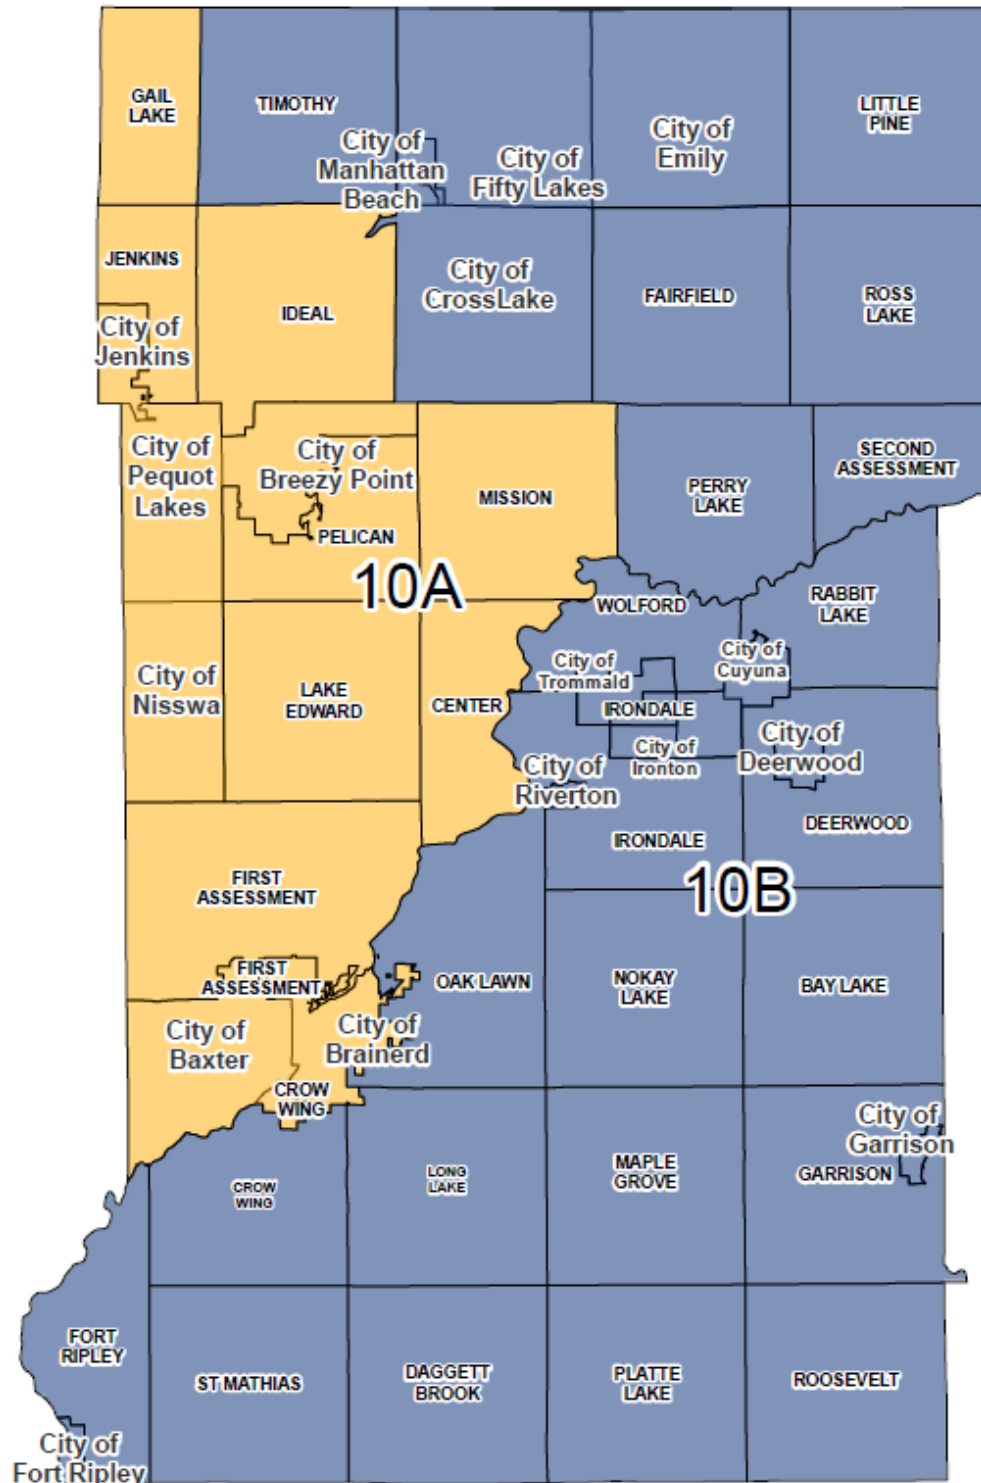 GAIL
LAKE
TIMOTHY
LITTLE
PINE
City of
Manhattan
Beach
City of
Fifty Lakes
City of
Emily
JENKINS
IDEAL
City of
CrossLake
FAIRFIELD
ROSS
LAKE
City of
Jenkins
City of
Pequot
Lakes
City of
Breezy Point
PELICAN
MISSION
PERRY
LAKE
SECOND
ASSESSMENT
10A
WOLFORD
RABBIT
LAKE
City of
Nisswa
LAKE
EDWARD
CENTER
City of
Trommald
City of
Cuyuna
IRONDALE
City of
Ironton
City of
Deerwood
City of
Riverton
IRONDALE
DEERWOOD
10B
FIRST
ASSESSMENT
FIRST
ASSESSMENT
OAK LAWN
NOKAY
LAKE
BAY LAKE
City of
Baxter
City of
Brainerd
CROW
WING
City of
Garrison
CROW
WING
LONG
LAKE
MAPLE
GROVE
GARRISON
FORT
RIPLEY
ST MATHIAS
DAGGETT
BROOK
PLATTE
LAKE
ROOSEVELT
City of
Fort Ripley